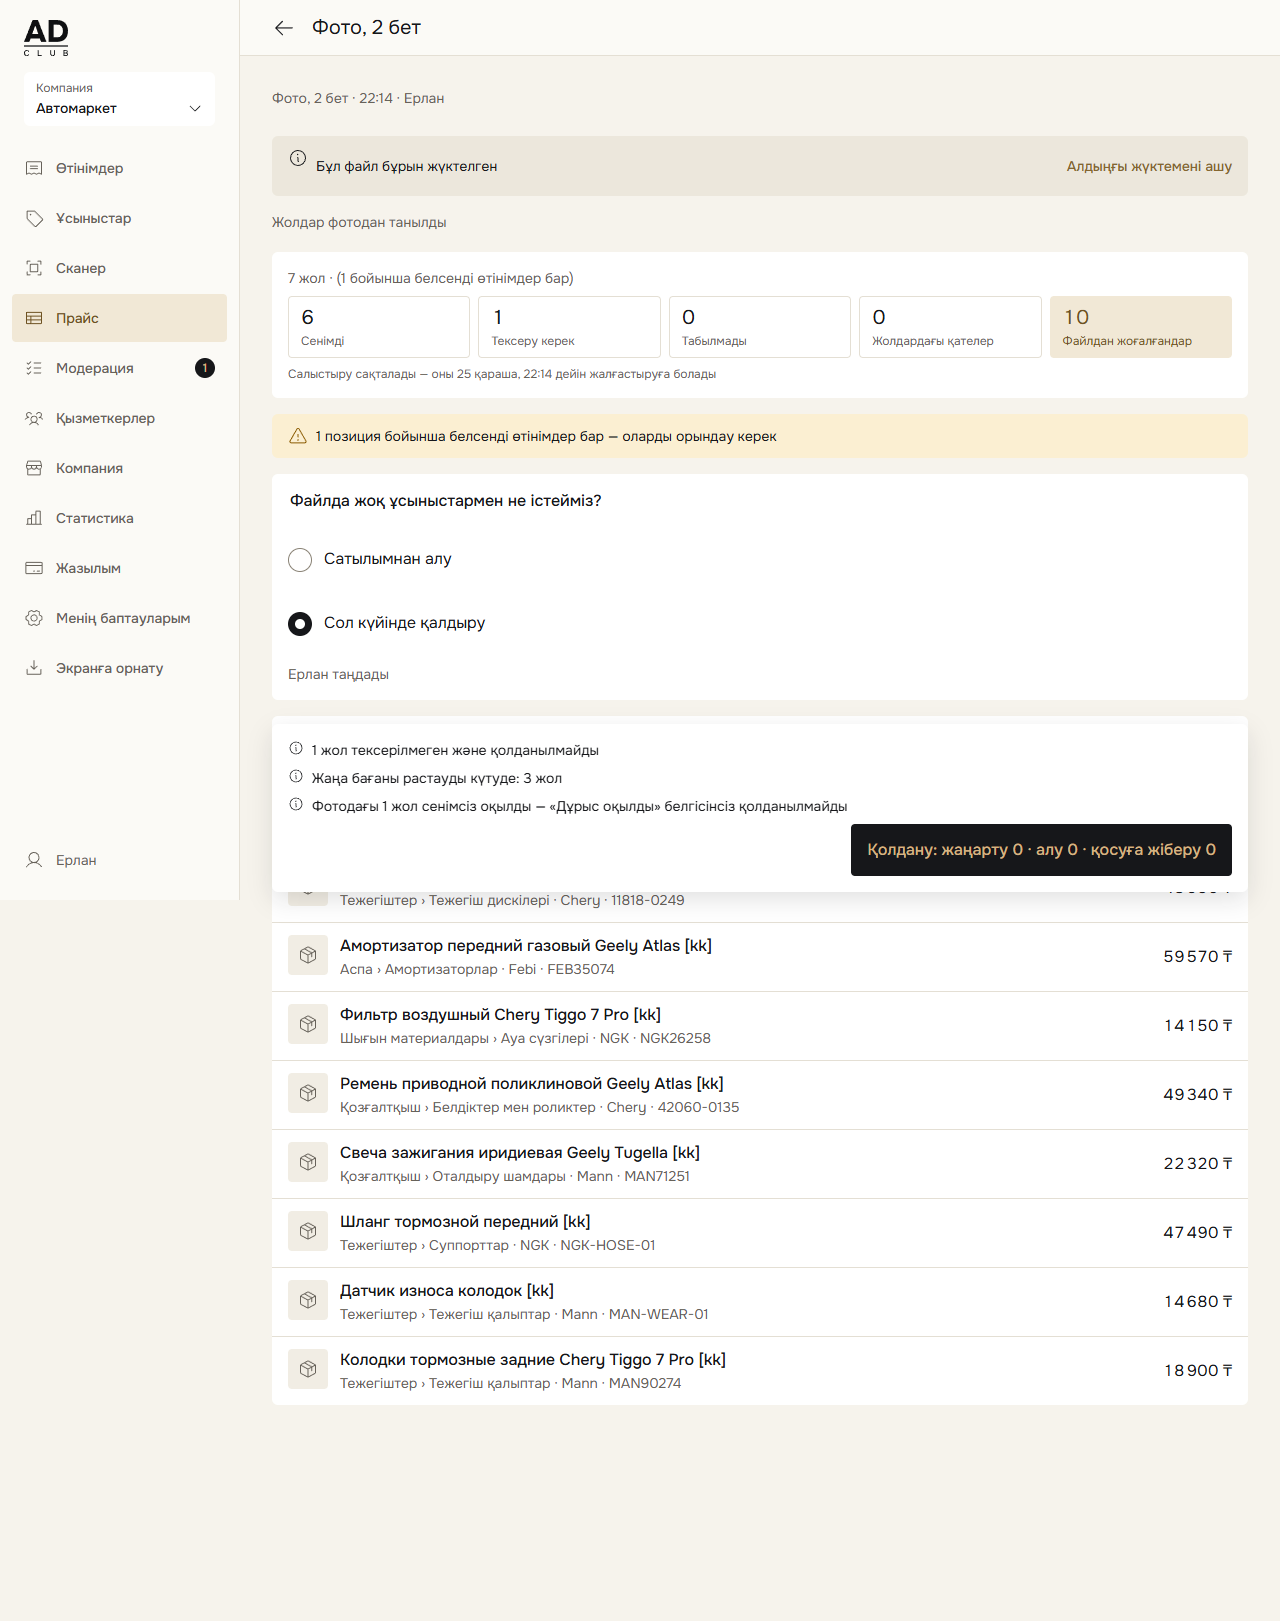 AD
CLUB
Компания
Автомаркет
Өтінімдер
Ұсыныстар
Сканер
Прайс
Модерация
1
Қызметкерлер
Компания
Статистика
Жазылым
Менің баптауларым
Экранға орнату
Ерлан
Фото, 2 бет
Фото, 2 бет · 22:14 · Ерлан
Бұл файл бұрын жүктелген
Алдыңғы жүктемені ашу
Жолдар фотодан танылды
7 жол · (1 бойынша белсенді өтінімдер бар)
6
Сенімді
1
Тексеру керек
0
Табылмады
0
Жолдардағы қателер
10
Файлдан жоғалғандар
Салыстыру сақталады — оны 25 қараша, 22:14 дейін жалғастыруға болады
1 позиция бойынша белсенді өтінімдер бар — оларды орындау керек
Файлда жоқ ұсыныстармен не істейміз?
Сатылымнан алу
Сол күйінде қалдыру
Ерлан таңдады
1 жол тексерілмеген және қолданылмайды
Жаңа бағаны растауды күтуде: 3 жол
Фотодағы 1 жол сенімсіз оқылды — «Дұрыс оқылды» белгісінсіз қолданылмайды
Қолдану: жаңарту 0 · алу 0 · қосуға жіберу 0
Тежегіштер › Тежегіш дискілері · Chery · 11818-0249
Амортизатор передний газовый Geely Atlas [kk]
Аспа › Амортизаторлар · Febi · FEB35074
59 570 ₸
Фильтр воздушный Chery Tiggo 7 Pro [kk]
Шығын материалдары › Ауа сүзгілері · NGK · NGK26258
14 150 ₸
Ремень приводной поликлиновой Geely Atlas [kk]
Қозғалтқыш › Белдіктер мен роликтер · Chery · 42060-0135
49 340 ₸
Свеча зажигания иридиевая Geely Tugella [kk]
Қозғалтқыш › Оталдыру шамдары · Mann · MAN71251
22 320 ₸
Шланг тормозной передний [kk]
Тежегіштер › Суппорттар · NGK · NGK-HOSE-01
47 490 ₸
Датчик износа колодок [kk]
Тежегіштер › Тежегіш қалыптар · Mann · MAN-WEAR-01
14 680 ₸
Колодки тормозные задние Chery Tiggo 7 Pro [kk]
Тежегіштер › Тежегіш қалыптар · Mann · MAN90274
18 900 ₸